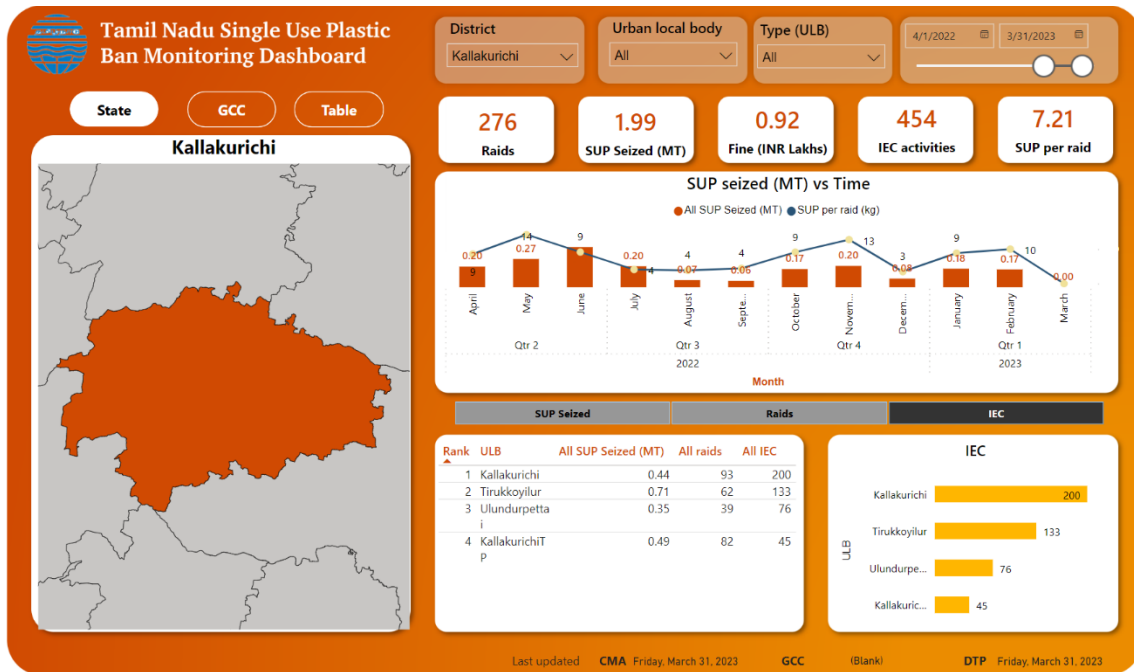 Tamil Nadu Single Use Plastic
Ban Monitoring Dashboard
State
GCC
Table
Kallakurichi
District
Kallakurichi
Urban local body
All
Type (ULB)
All
4/1/2022
3/31/2023
276
Raids
1.99
SUP Seized (MT)
0.92
Fine (INR Lakhs)
454
IEC activities
7.21
SUP per raid
SUP seized (MT) vs Time
All SUP Seized (MT) SUP per raid (kg)
0.20 0.27 0.20 0.07 0.06 0.17 0.20 0.08 0.18 0.17 0.00
9 14 9 4 4 4 9 13 3 9 10
April May June July August Septe... October Novem... Decem... January February March
Qtr 2 Qtr 3 Qtr 4 Qtr 1
2022 2023
Month
SUP Seized
Raids
IEC
Rank ULB All SUP Seized (MT) All raids All IEC
1 Kallakurichi 0.44 93 200
2 Tirukkoyilur 0.71 62 133
3 Ulundurpetta 0.35 39 76
i
4 KallakurichiT 0.49 82 45
P
IEC
ULB
Kallakurichi 200
Tirukkoyilur 133
Ulundurpe... 76
Kallakuric... 45
Last updated CMA Friday, March 31, 2023 GCC (Blank) DTP Friday, March 31, 2023